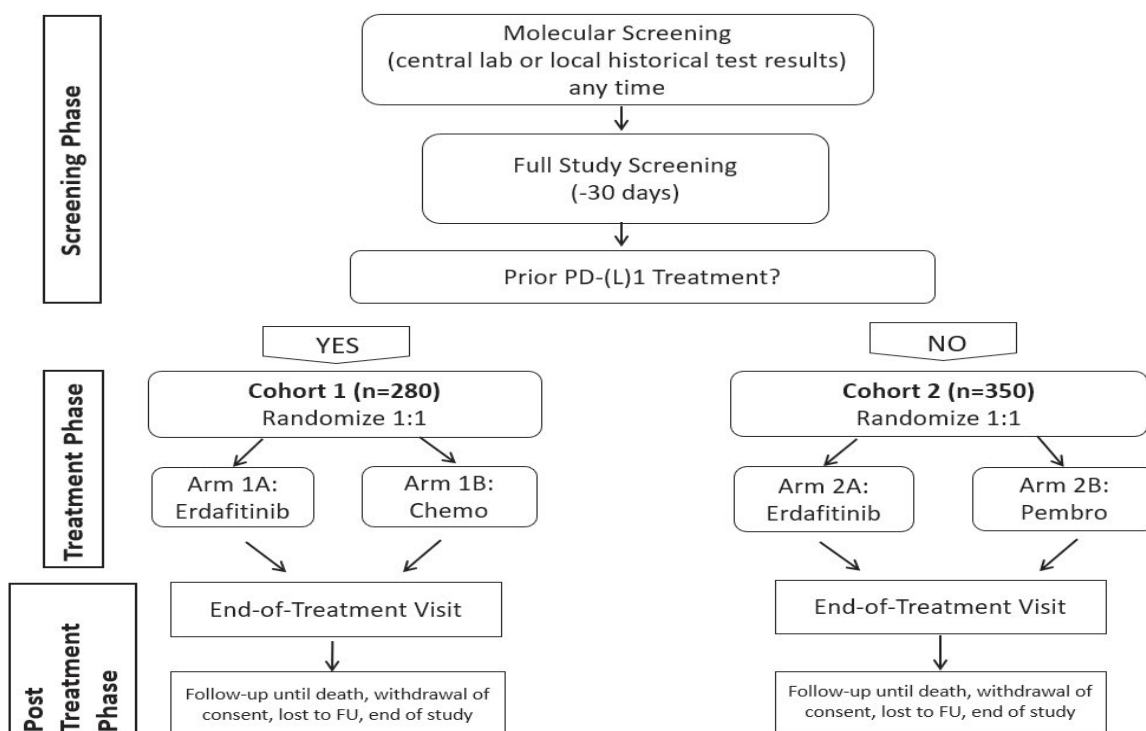 Screening Phase
Molecular Screening
(central lab or local historical test results)
any time
Full Study Screening
(-30 days)
Prior PD-(L)1 Treatment?
YES
NO
Treatment Phase
Cohort 1 (n=280)
Randomize 1:1
Cohort 2 (n=350)
Randomize 1:1
Arm 1A:
Erdafitinib
Arm 1B:
Chemo
Arm 2A:
Erdafitinib
Arm 2B:
Pembro
Post
Treatment
Phase
End-of-Treatment Visit
End-of-Treatment Visit
Follow-up until death, withdrawal of
consent, lost to FU, end of study
Follow-up until death, withdrawal of
consent, lost to FU, end of study